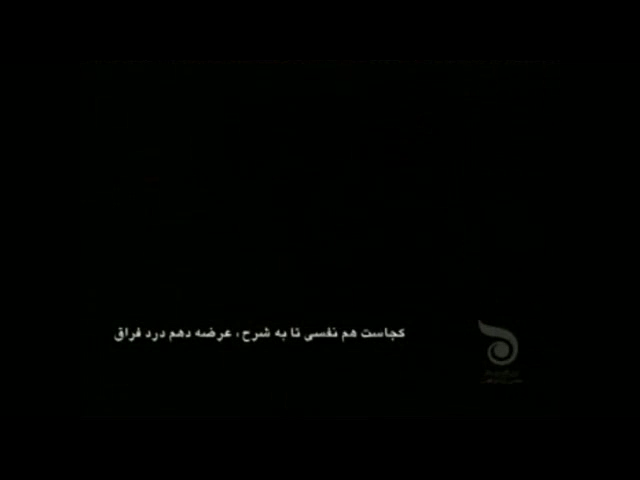 کجاست هم نفسی تا به شرح، عرضه دهم درد فراق